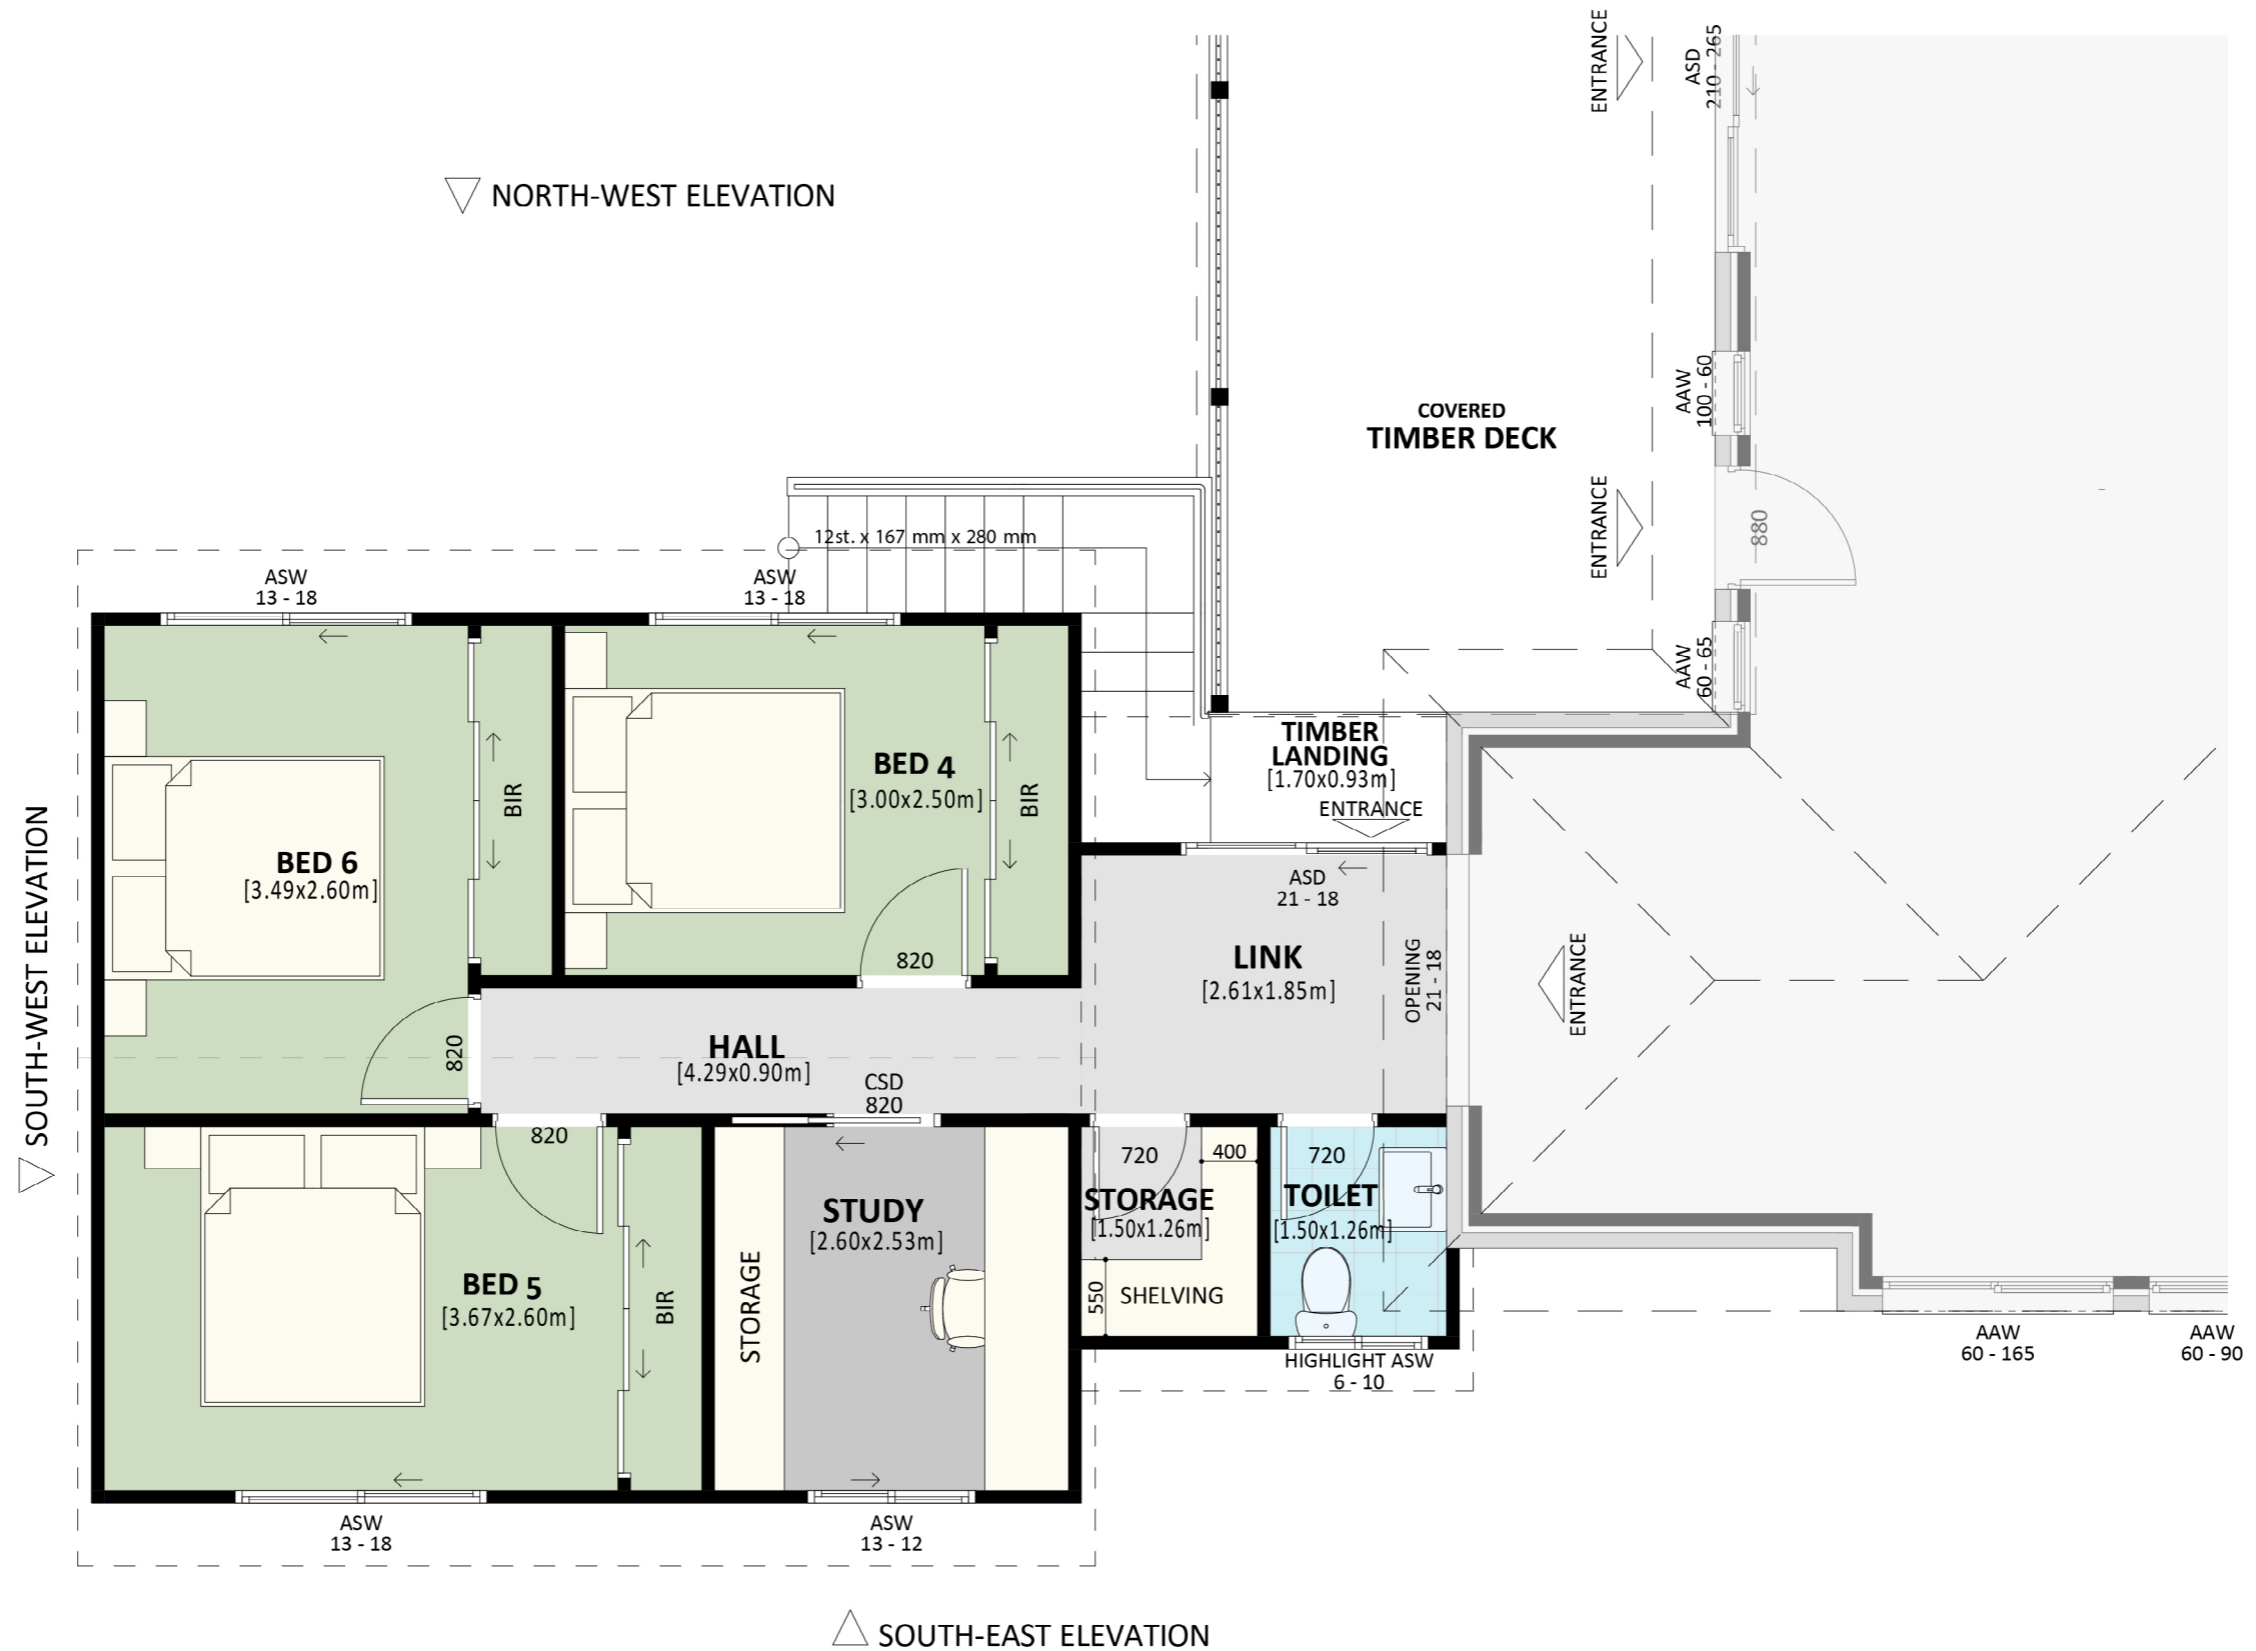 ENTRANCE
ASD
210 - 265
NORTH-WEST ELEVATION
AAW
100 - 60
COVERED
TIMBER DECK
ENTRANCE
880
12st. x 167 mm x 280 mm
ASW
13 - 18
ASW
13 - 18
AAW
60 - 65
TIMBER
LANDING
[1.70x0.93m]
ENTRANCE
BED 4
[3.00x2.50m]
BIR
BIR
BED 6
[3.49x2.60m]
ASD
21 - 18
820
LINK
[2.61x1.85m]
OPENING
21 - 18
ENTRANCE
SOUTH-WEST ELEVATION
820
HALL
[4.29x0.90m]
CSD
820
820
720
400
720
STORAGE
[1.50x1.26m]
TOILET
[1.50x1.26m]
STUDY
[2.60x2.53m]
BED 5
[3.67x2.60m]
BIR
STORAGE
550
SHELVING
HIGHLIGHT ASW
6 - 10
AAW
60 - 165
AAW
60 - 90
ASW
13 - 18
ASW
13 - 12
SOUTH-EAST ELEVATION